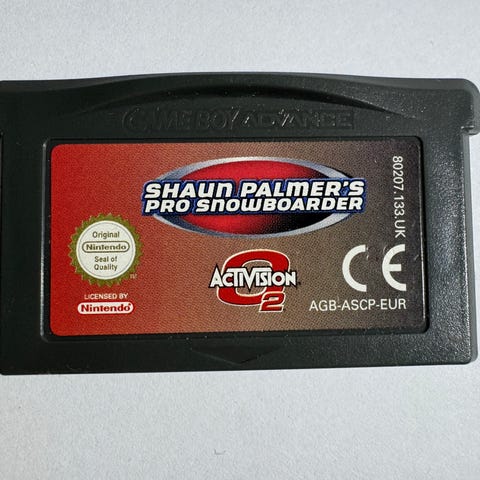 GAME BOY ADVANCE
SHAUN PALMER'S
PRO SNOWBOARDER
Original
Nintendo
Seal of
Quality
LICENSED BY
Nintendo
ACTIVISION
O2
CE
AGB-ASCP-EUR
80207.133.UK